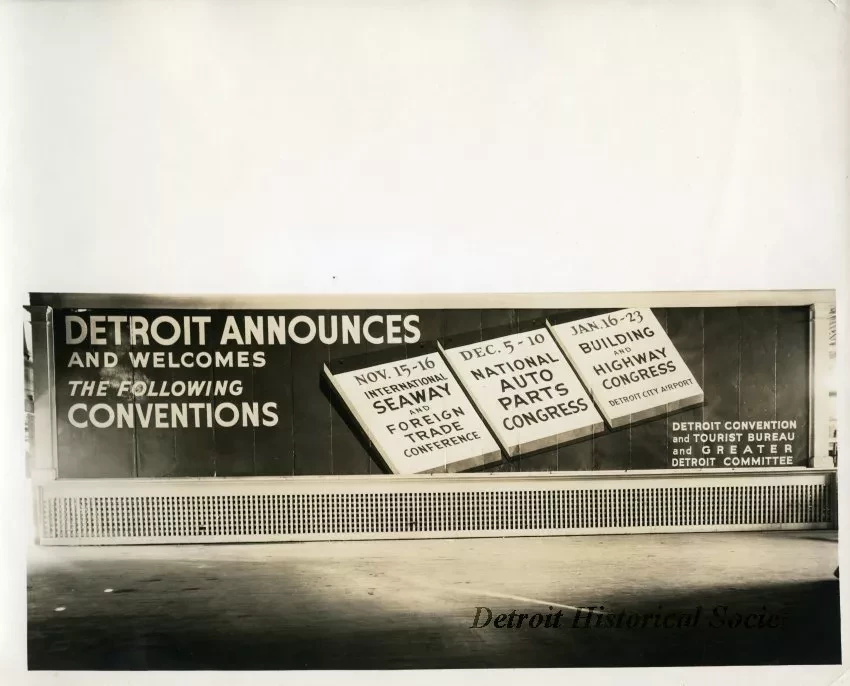 DETROIT ANNOUNCES
AND WELCOMES
THE FOLLOWING
CONVENTIONS
NOV. 15-16
INTERNATIONAL
SEAWAY
AND
FOREIGN
TRADE
CONFERENCE
DEC. 5-10
NATIONAL
AUTO
PARTS
CONGRESS
JAN. 16-23
BUILDING
AND
HIGHWAY
CONGRESS
DETROIT CITY AIRPORT
DETROIT CONVENTION
and TOURIST BUREAU
and GREATER
DETROIT COMMITTEE
Detroit Historical Socie